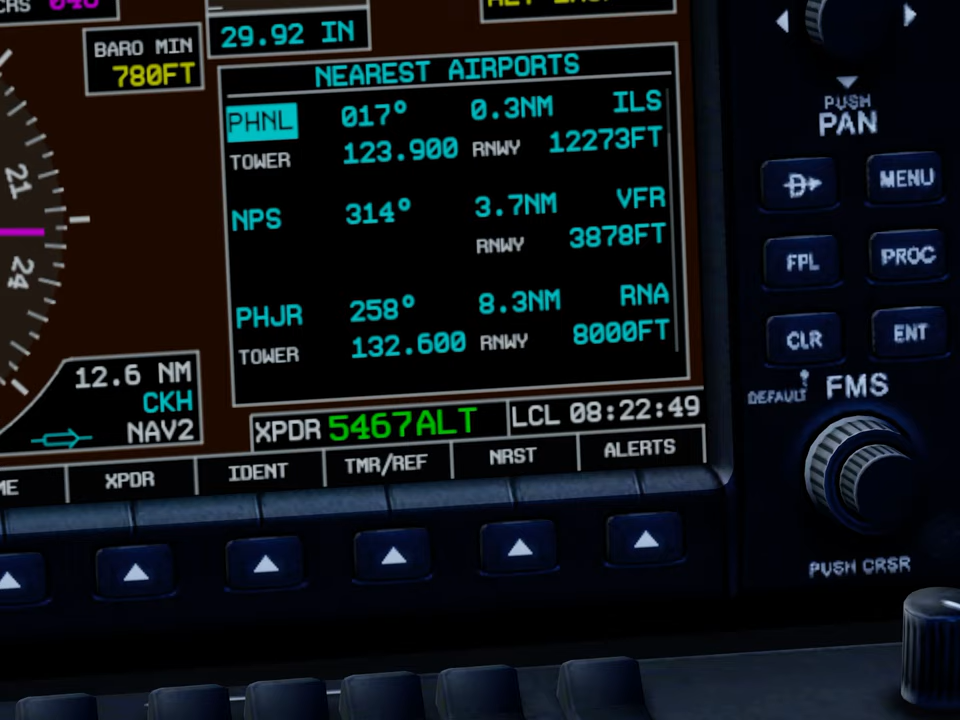 CRS
29.92 IN
BARO MIN
780FT
NEAREST AIRPORTS
PHNL 017° 0.3NM ILS
TOWER 123.900 RNWY 12273FT
NPS 314° 3.7NM VFR
RNWY 3878FT
PHJR 258° 8.3NM RNA
TOWER 132.600 RNWY 8000FT
21
24
12.6 NM
CKH
NAV2
XPDR 5467ALT LCL 08:22:49
XPDR IDENT TMR/REF NRST ALERTS
PUSH
PAN
D MENU
FPL PROC
CLR ENT
DEFAULT FMS
PUSH CRSR